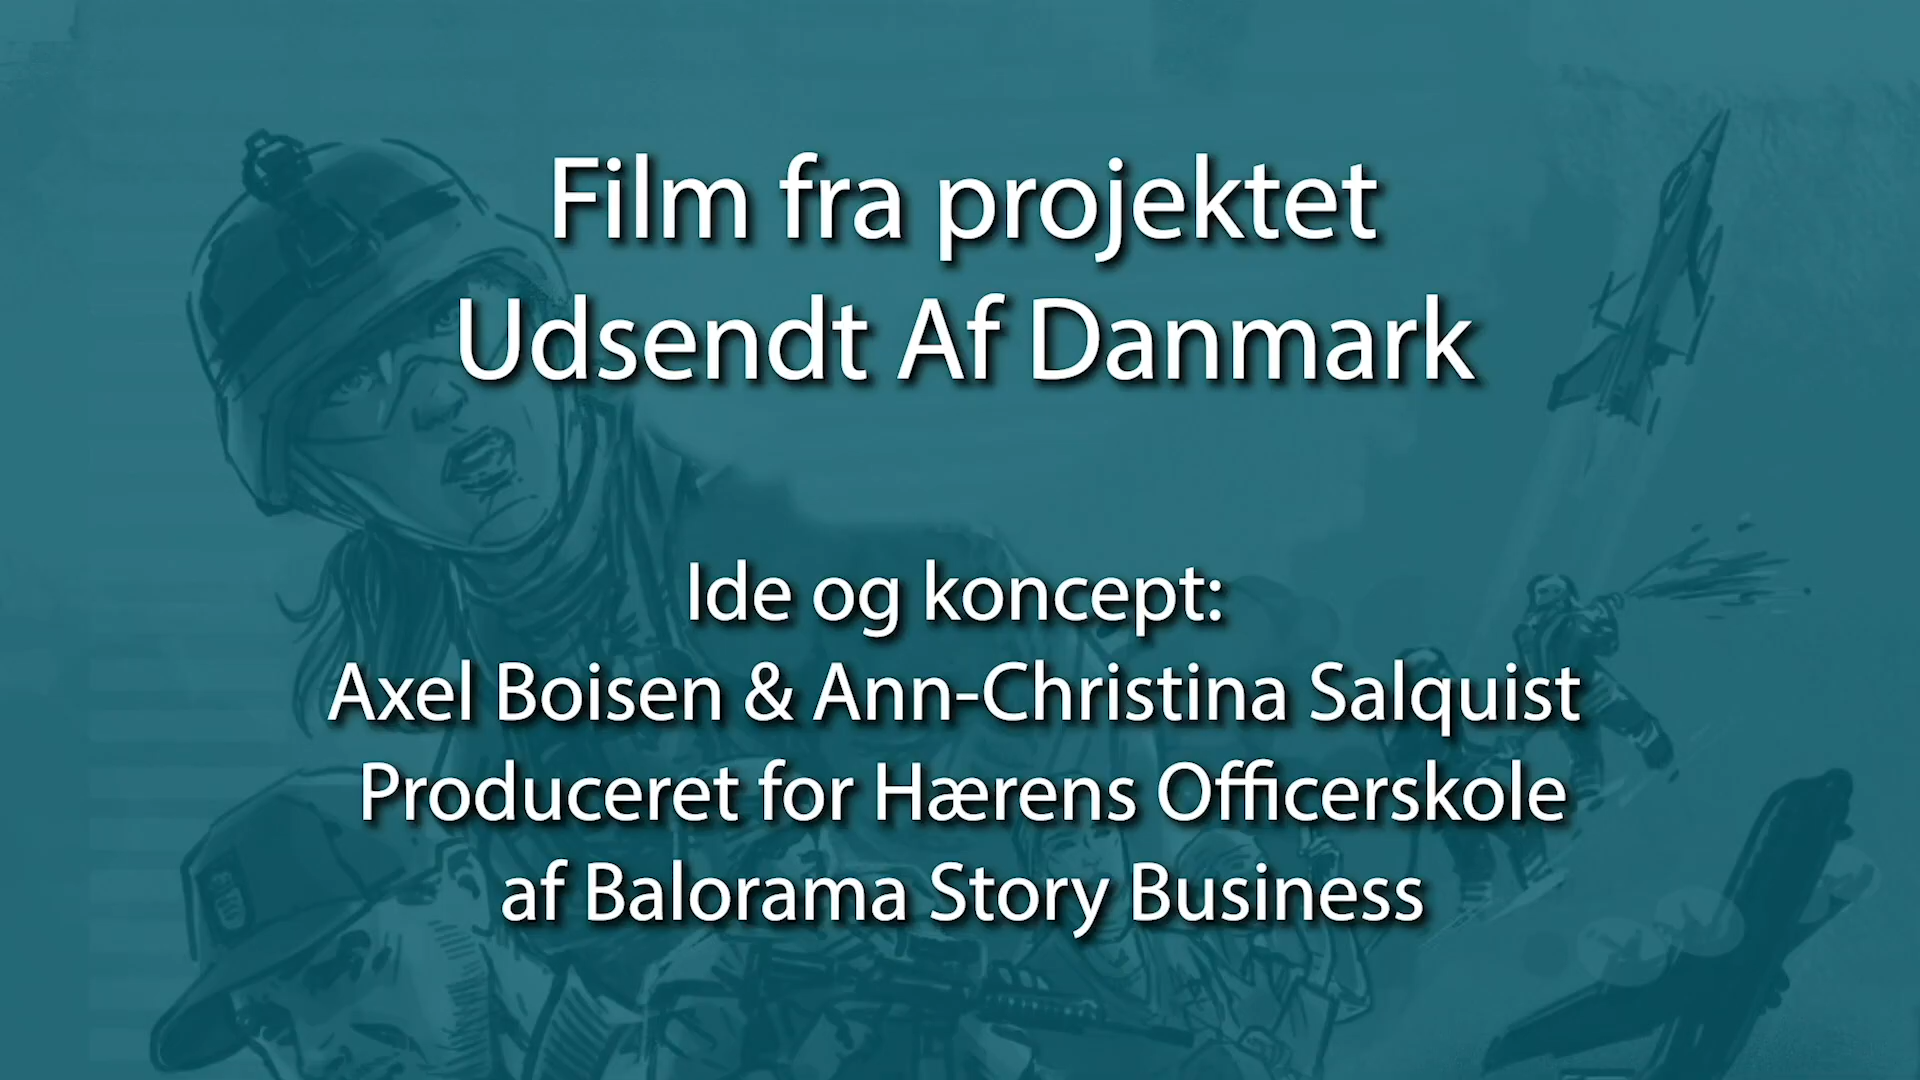 Film fra projektet
Udsendt Af Danmark
Ide og koncept:
Axel Boisen & Ann-Christina Salquist
Produceret for Hærens Officerskole
af Balorama Story Business